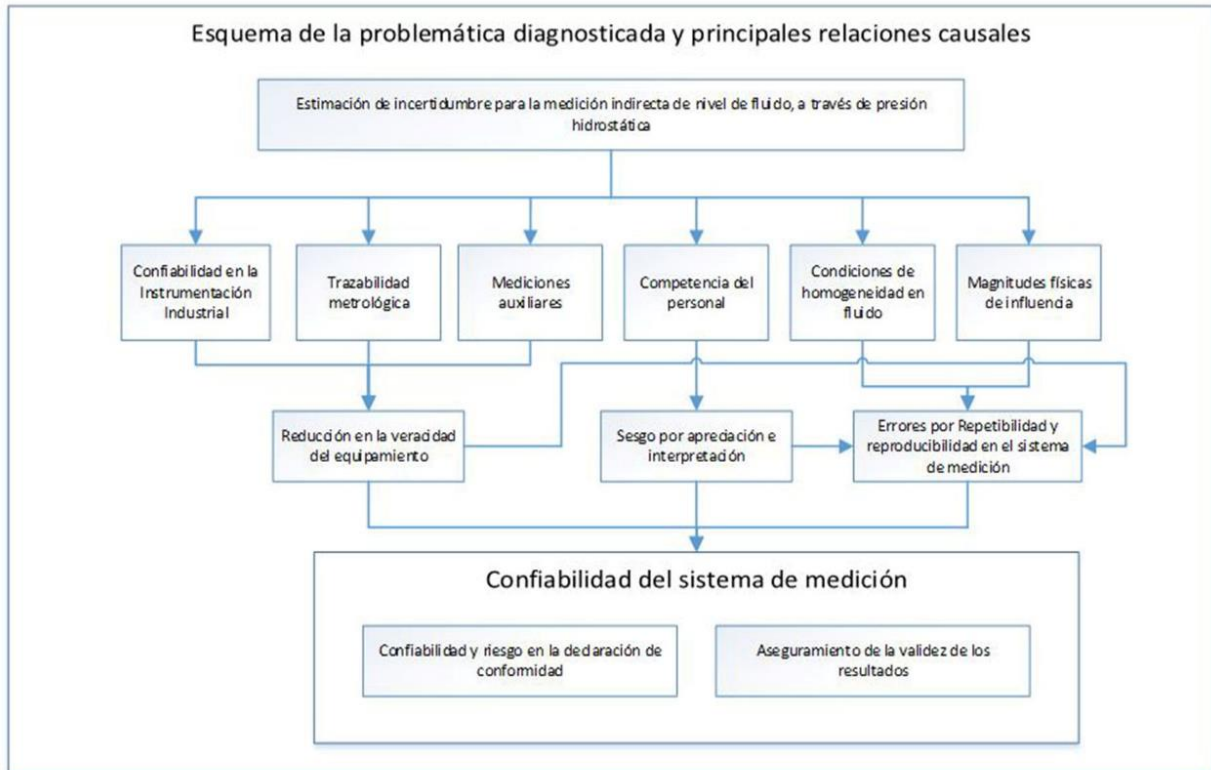 Esquema de la problemática diagnosticada y principales relaciones causales
Estimación de incertidumbre para la medición indirecta de nivel de fluido, a través de presión
hidrostática
Confiabilidad en la
Instrumentación
Industrial
Trazabilidad
metrológica
Mediciones
auxiliares
Competencia del
personal
Condiciones de
homogeneidad en
fluido
Magnitudes físicas
de influencia
Reducción en la veracidad
del equipamiento
Sesgo por apreciación e
interpretación
Errores por Repetibilidad y
reproducibilidad en el sistema
de medición
Confiabilidad del sistema de medición
Confiabilidad y riesgo en la declaración de
conformidad
Aseguramiento de la validez de los
resultados